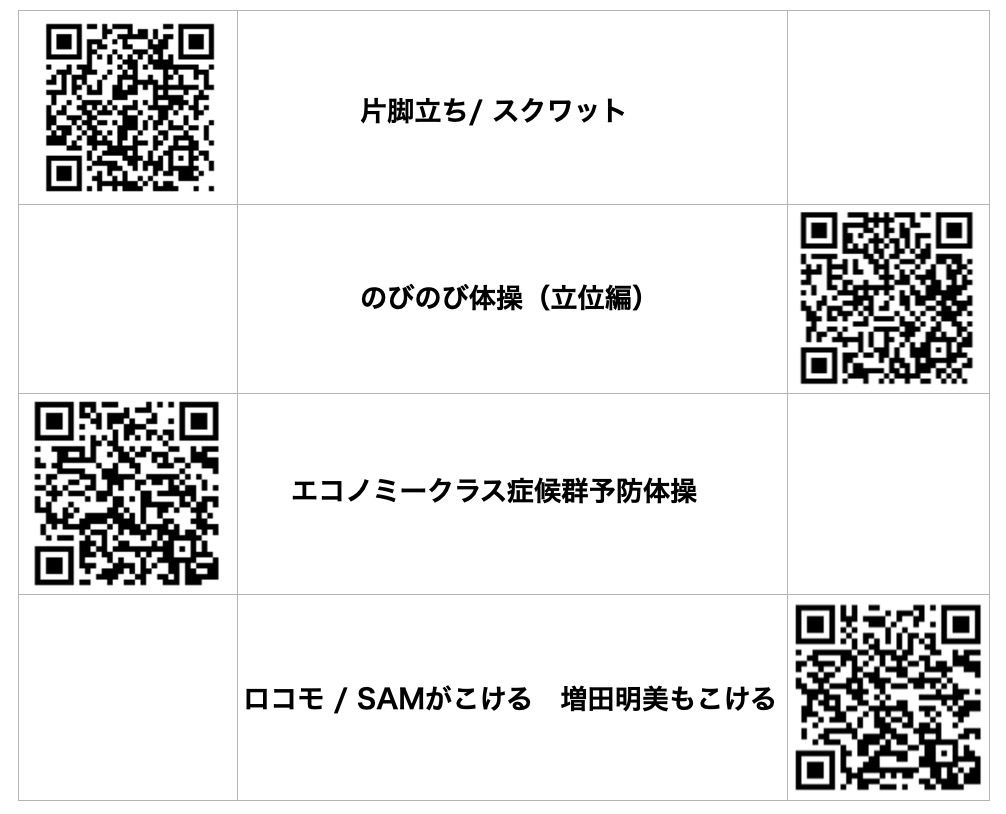 片脚立ち/ スクワット
のびのび体操（立位編）
エコノミークラス症候群予防体操
ロコモ / SAMがこける　増田明美もこける